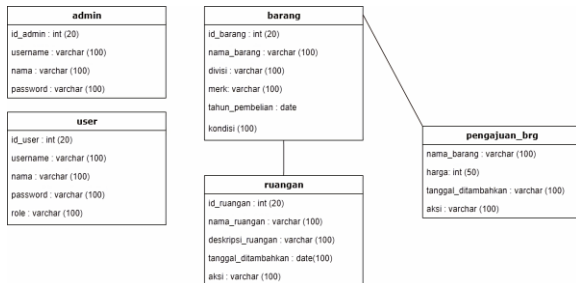 admin
id_admin : int (20)
username : varchar (100)
nama : varchar (100)
password : varchar (100)
user
id_user : int (20)
username : varchar (100)
nama : varchar (100)
password : varchar (100)
role : varchar (100)
barang
id_barang : int (20)
nama_barang : varchar (100)
divisi : varchar (100)
merk: varchar (100)
tahun_pembelian : date
kondisi (100)
ruangan
id_ruangan : int (20)
nama_ruangan : varchar (100)
deskripsi_ruangan : varchar (100)
tanggal_ditambahkan : date(100)
aksi : varchar (100)
pengajuan_brg
nama_barang : varchar (100)
harga: int (50)
tanggal_ditambahkan : varchar (100)
aksi : varchar (100)